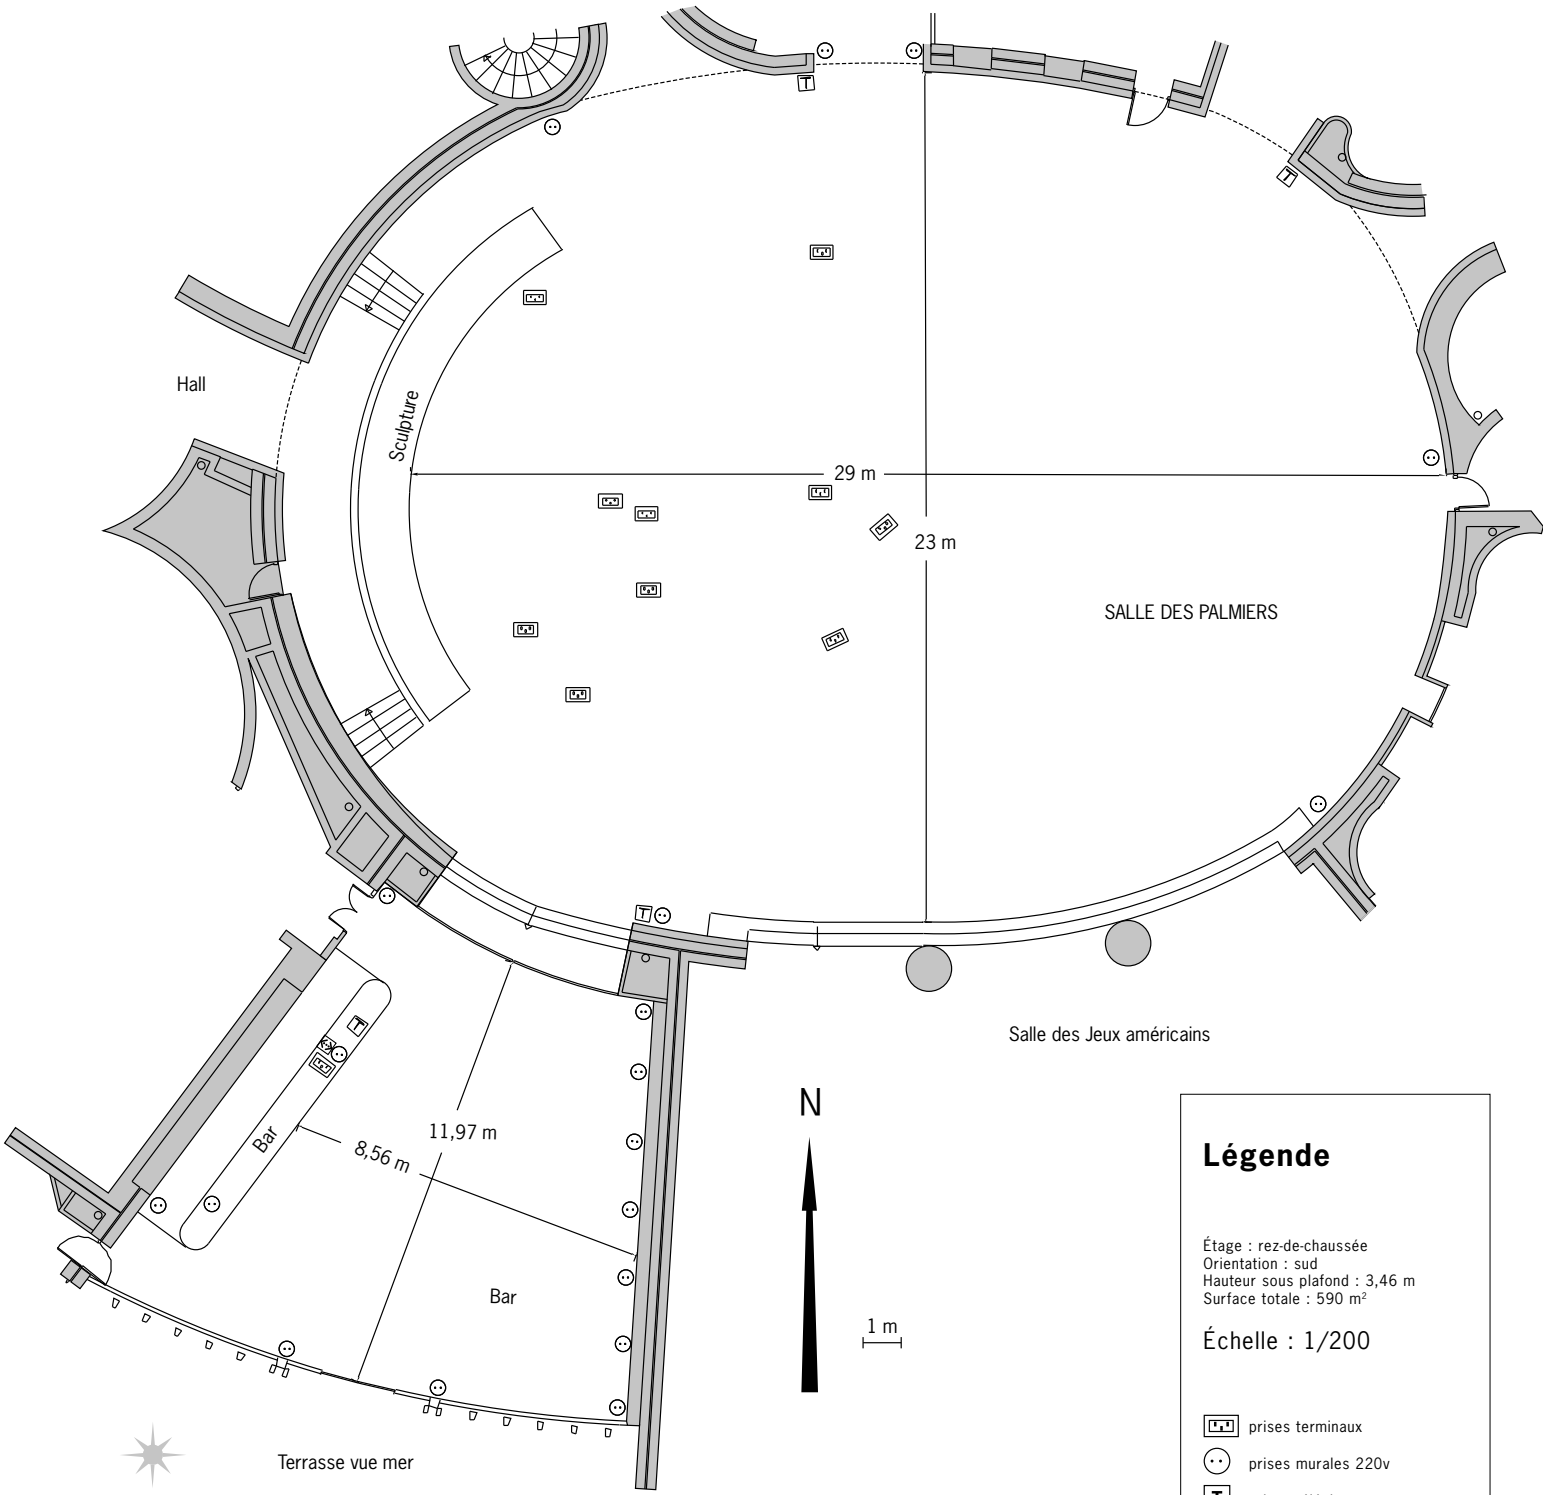 Hall
Sculpture
29 m
23 m
SALLE DES PALMIERS
Salle des Jeux américains
N
11,97 m
8,56 m
Bar
Bar
1 m
Terrasse vue mer
Légende
Étage : rez-de-chaussée
Orientation : sud
Hauteur sous plafond : 3,46 m
Surface totale : 590 m²
Échelle : 1/200
prises terminaux
prises murales 220v
T
T
T
T
T